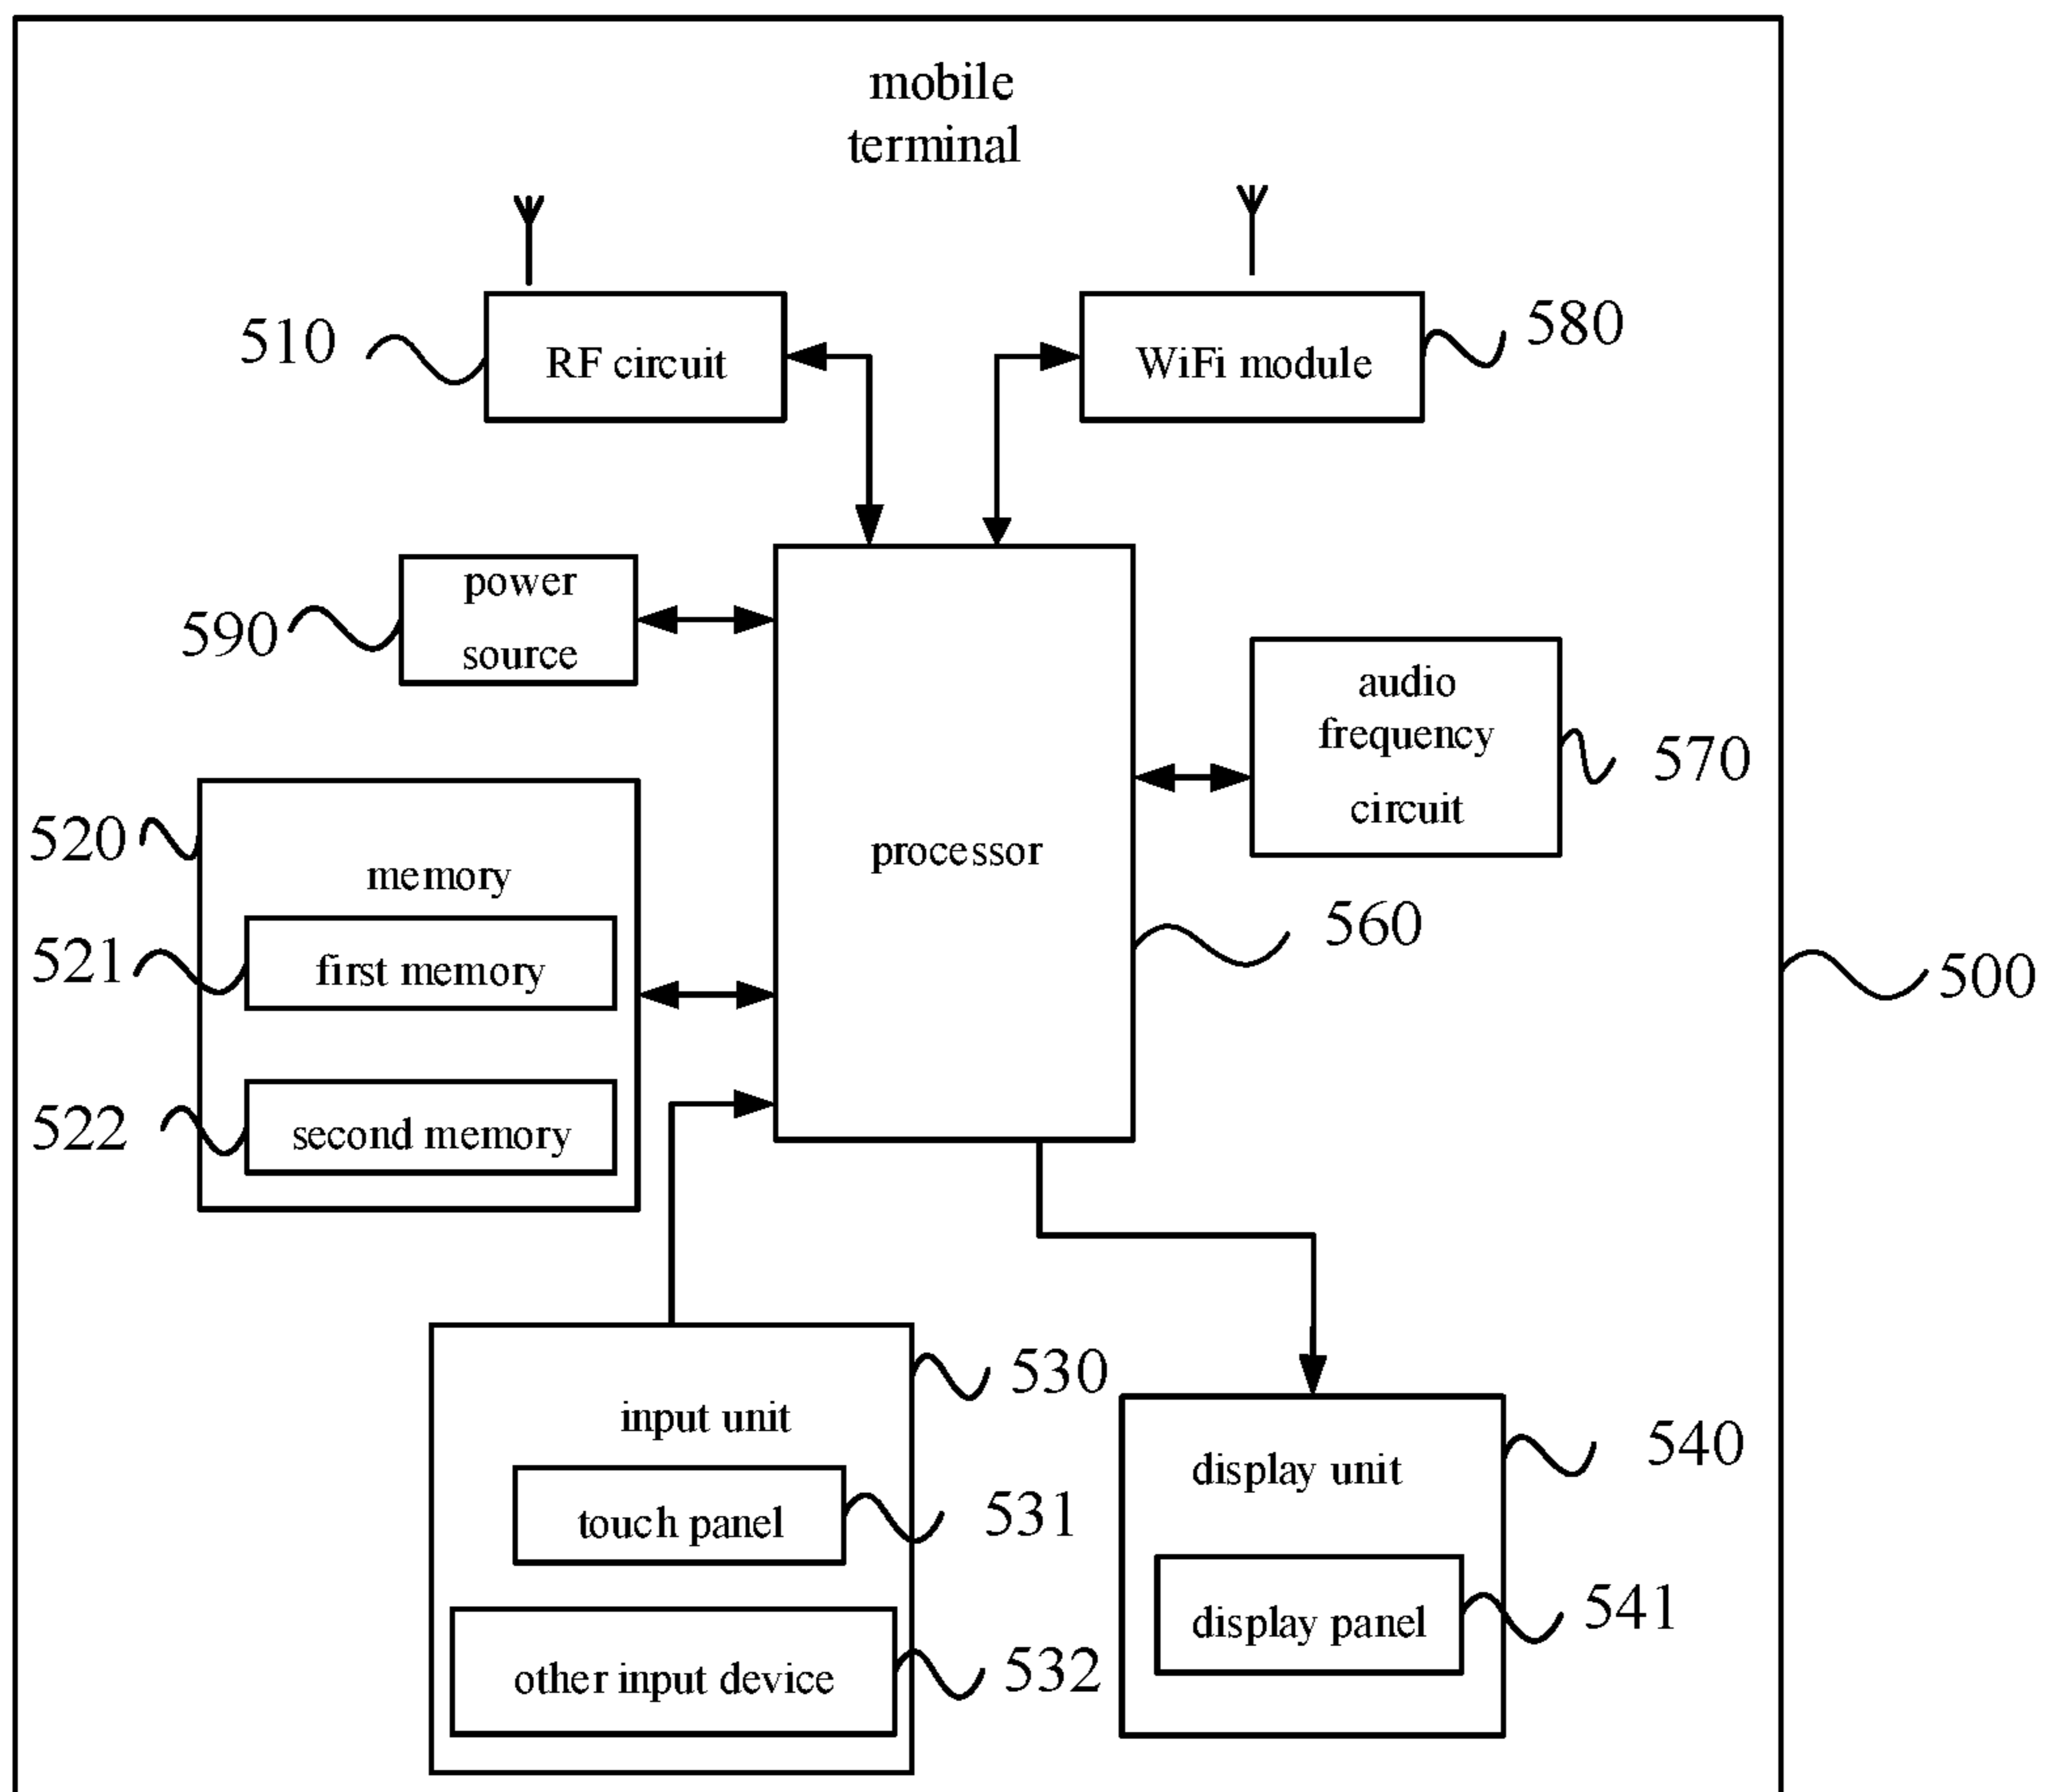 mobile
terminal
510
RF circuit
WiFi module
580
590
power
source
audio
frequency
circuit
570
520
memory
processor
521
first memory
560
500
522
second memory
530
input unit
540
display unit
touch panel
531
display panel
541
other input device
532